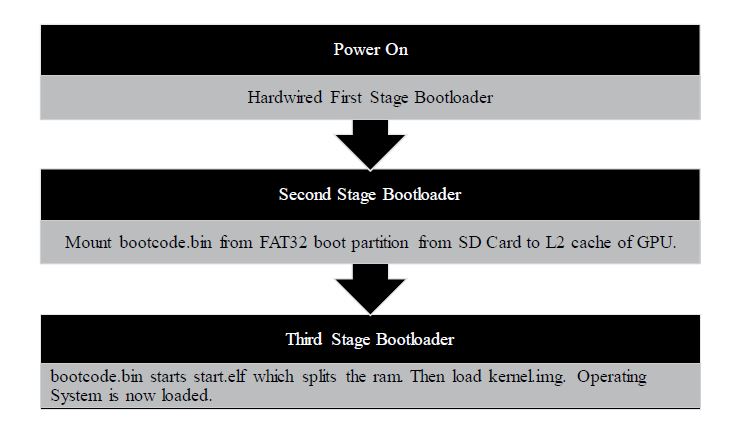 Power On
Hardwired First Stage Bootloader
Second Stage Bootloader
Mount bootcode.bin from FAT32 boot partition from SD Card to L2 cache of GPU.
Third Stage Bootloader
bootcode.bin starts start.elf which splits the ram. Then load kernel.img. Operating
System is now loaded.